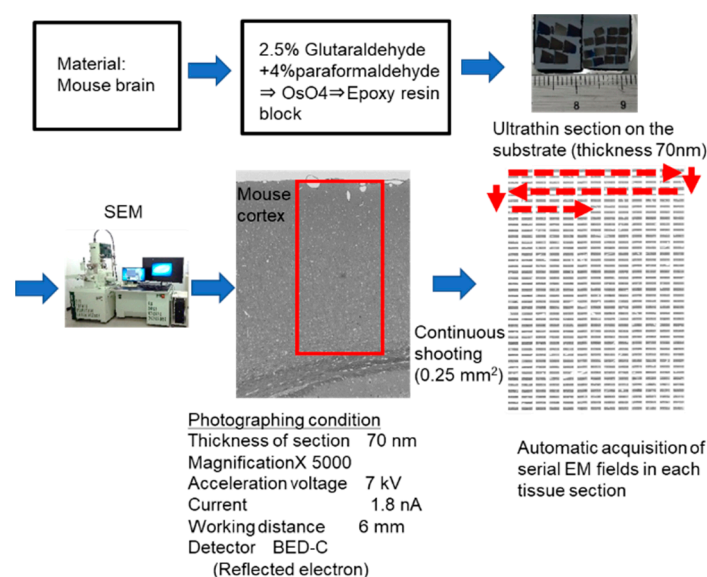 Material:
Mouse brain
2.5% Glutaraldehyde
+4%paraformaldehyde
⇒ OsO4⇒Epoxy resin
block
8 9
Ultrathin section on the
substrate (thickness 70nm)
SEM
Mouse
cortex
Continuous
shooting
(0.25 mm²)
Photographing condition
Thickness of section 70 nm
MagnificationX 5000
Acceleration voltage 7 kV
Current 1.8 nA
Working distance 6 mm
Detector BED-C
(Reflected electron)
Automatic acquisition of
serial EM fields in each
tissue section